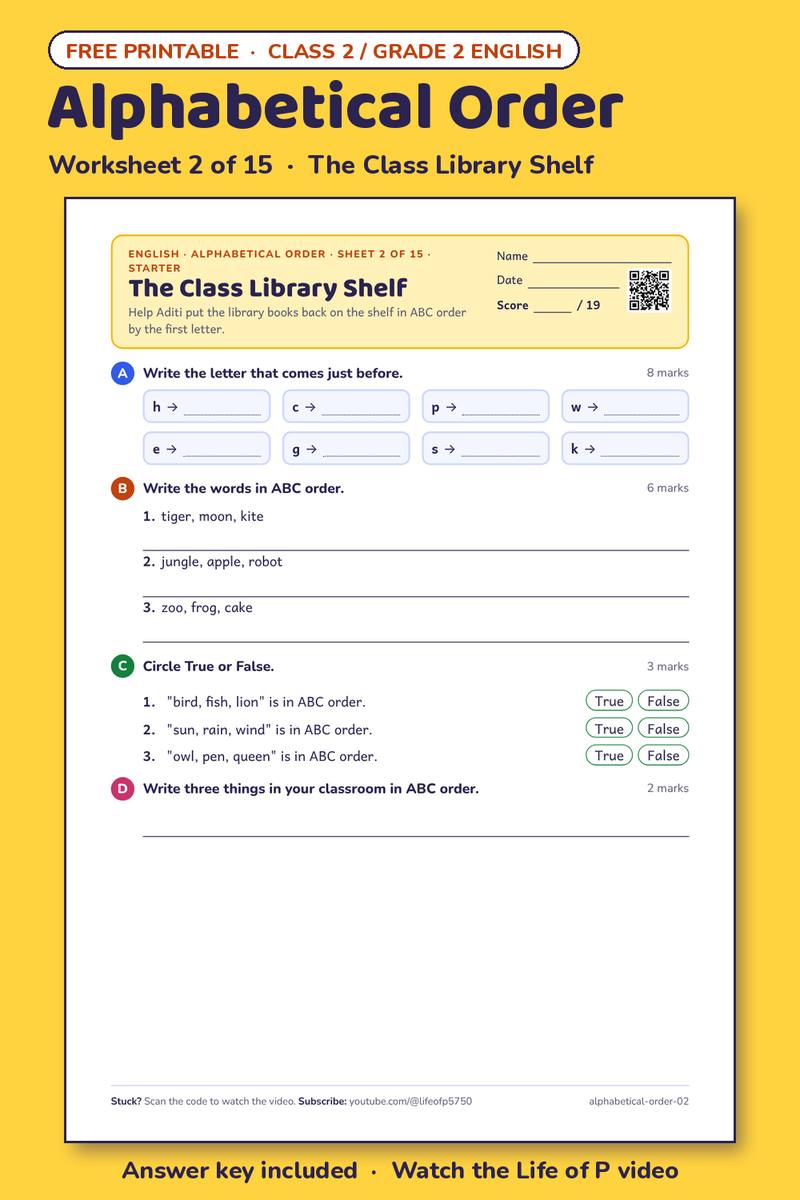 FREE PRINTABLE · CLASS 2 / GRADE 2 ENGLISH
Alphabetical Order
Worksheet 2 of 15 · The Class Library Shelf
ENGLISH · ALPHABETICAL ORDER · SHEET 2 OF 15 ·
STARTER
The Class Library Shelf
Help Aditi put the library books back on the shelf in ABC order
by the first letter.
Name
Date
Score / 19
A Write the letter that comes just before. 8 marks
h → c → p → w →
e → g → s → k →
B Write the words in ABC order. 6 marks
1. tiger, moon, kite
2. jungle, apple, robot
3. zoo, frog, cake
C Circle True or False. 3 marks
1. "bird, fish, lion" is in ABC order. True False
2. "sun, rain, wind" is in ABC order. True False
3. "owl, pen, queen" is in ABC order. True False
D Write three things in your classroom in ABC order. 2 marks
Stuck? Scan the code to watch the video. Subscribe: youtube.com/@lifeofp5750 alphabetical-order-02
Answer key included · Watch the Life of P video